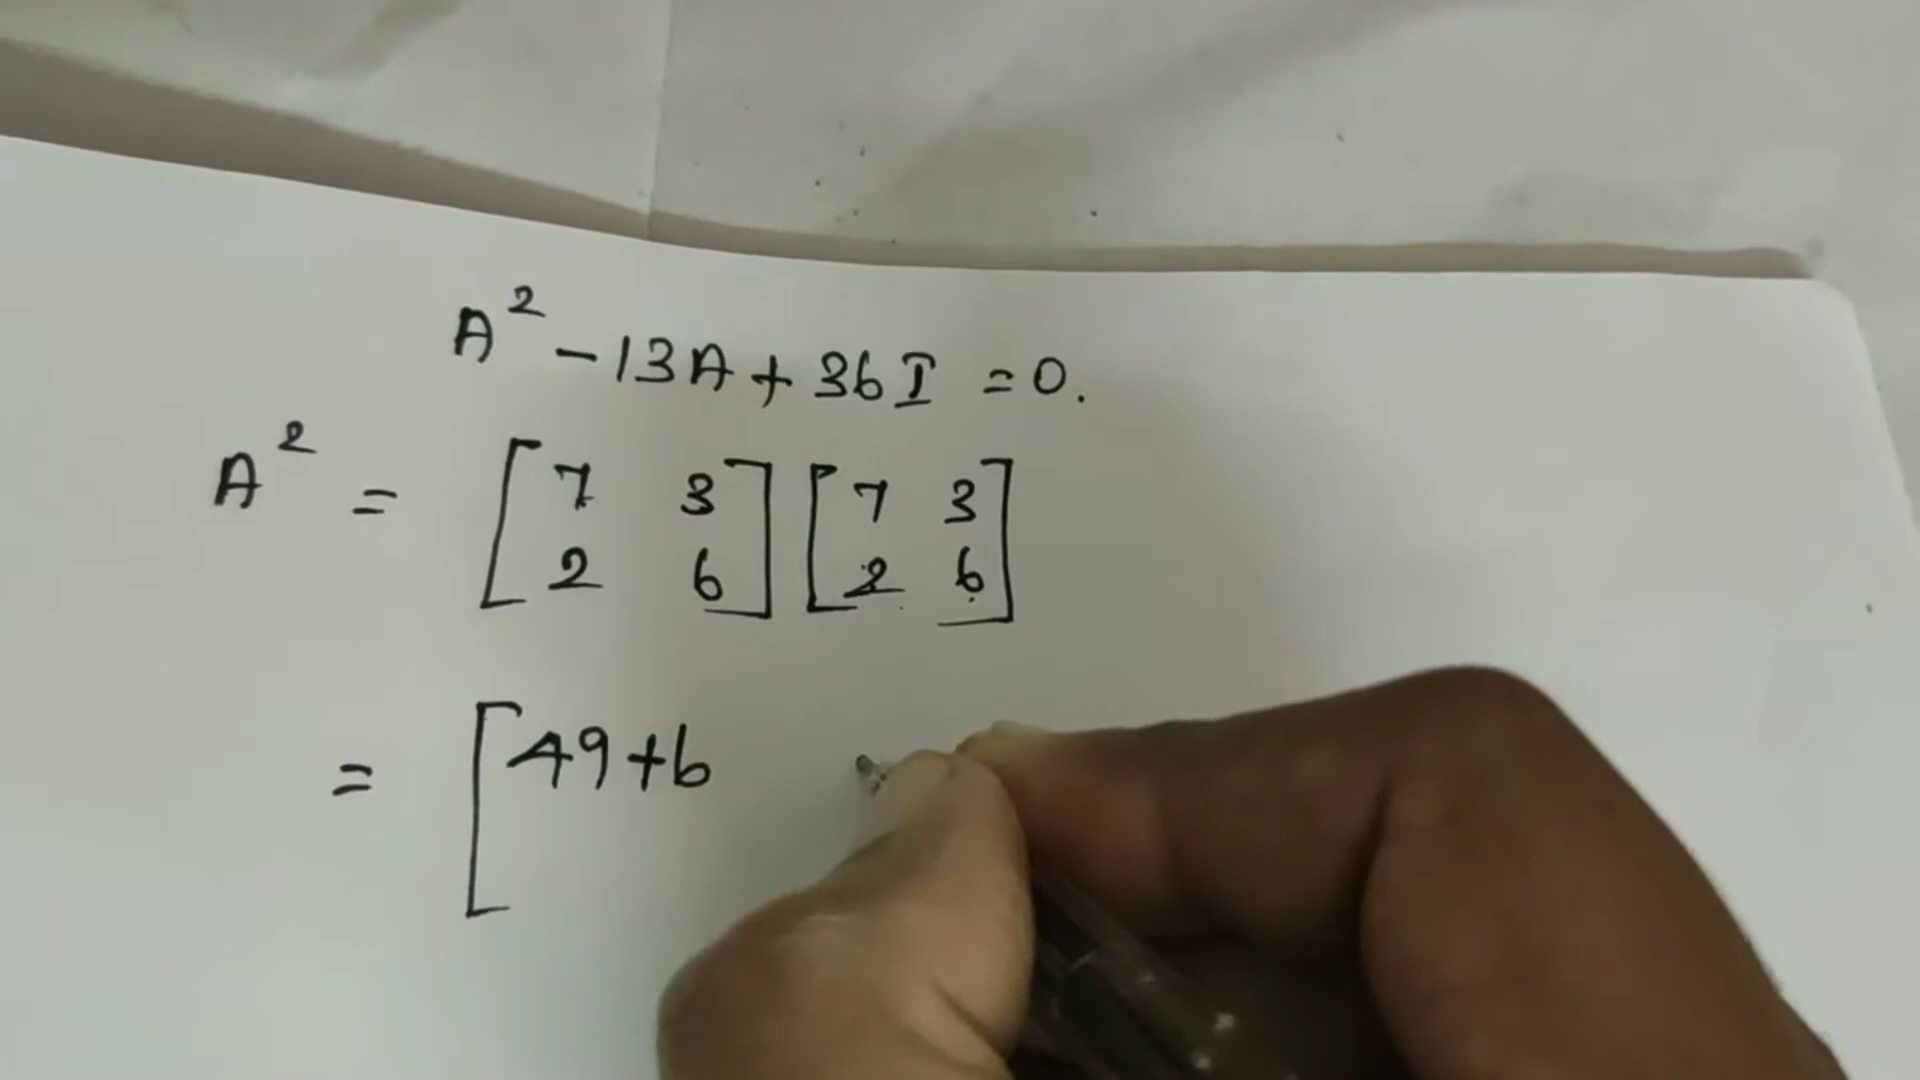 A² - 13A + 36I = 0.
A² = [7 3
2 6] [7 3
2 6]
= [49+6